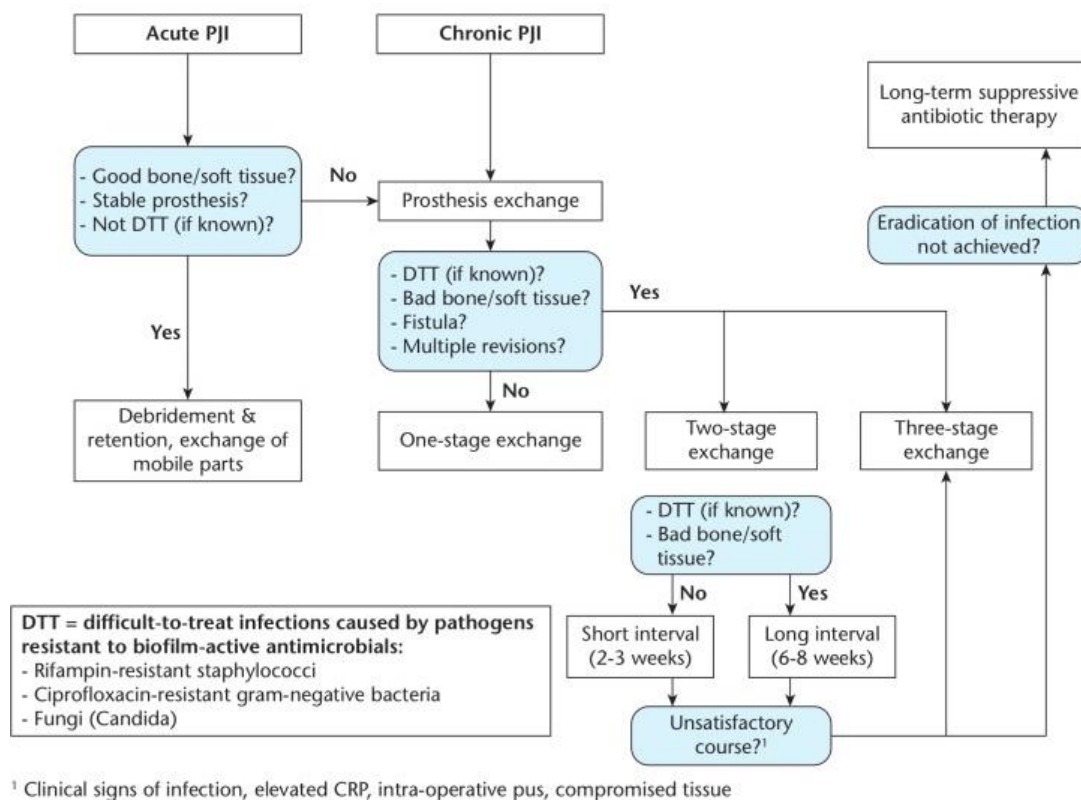 Acute PJI
Chronic PJI
Long-term suppressive
antibiotic therapy
- Good bone/soft tissue?
- Stable prosthesis?
- Not DTT (if known)?
No
Prosthesis exchange
Eradication of infection
not achieved?
- DTT (if known)?
- Bad bone/soft tissue?
- Fistula?
- Multiple revisions?
Yes
Yes
No
Debridement &
retention, exchange of
mobile parts
One-stage exchange
Two-stage
exchange
Three-stage
exchange
- DTT (if known)?
- Bad bone/soft
tissue?
No
Yes
Short interval
(2-3 weeks)
Long interval
(6-8 weeks)
Unsatisfactory
course?¹
DTT = difficult-to-treat infections caused by pathogens
resistant to biofilm-active antimicrobials:
- Rifampin-resistant staphylococci
- Ciprofloxacin-resistant gram-negative bacteria
- Fungi (Candida)
¹ Clinical signs of infection, elevated CRP, intra-operative pus, compromised tissue